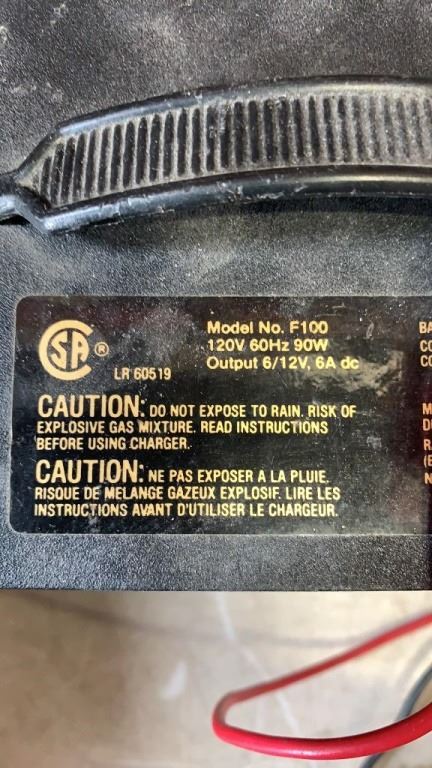 SA ®
LR 60519
Model No. F100
120V 60Hz 90W
Output 6/12V, 6A dc
CAUTION: DO NOT EXPOSE TO RAIN. RISK OF
EXPLOSIVE GAS MIXTURE. READ INSTRUCTIONS
BEFORE USING CHARGER.
CAUTION: NE PAS EXPOSER A LA PLUIE,
RISQUE DE MELANGE GAZEUX EXPLOSIF. LIRE LES
INSTRUCTIONS AVANT D'UTILISER LE CHARGEUR.